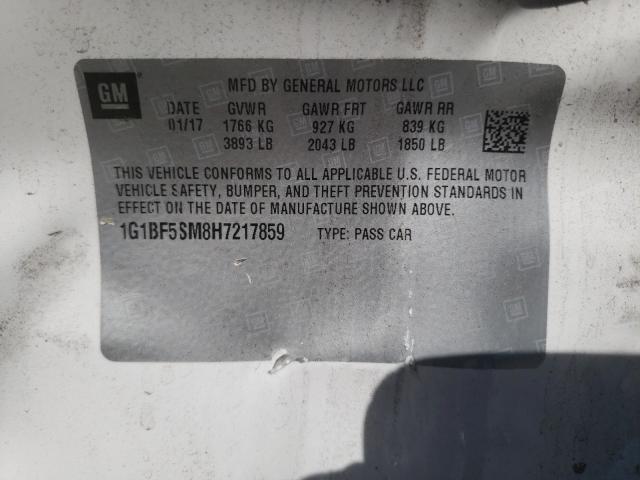 GM
MFD BY GENERAL MOTORS LLC
DATE GVWR GAWR FRT GAWR RR
01/17 1766 KG 927 KG 839 KG
3893 LB 2043 LB 1850 LB
THIS VEHICLE CONFORMS TO ALL APPLICABLE U.S. FEDERAL MOTOR
VEHICLE SAFETY, BUMPER, AND THEFT PREVENTION STANDARDS IN
EFFECT ON THE DATE OF MANUFACTURE SHOWN ABOVE.
1G1BF5SM8H7217859 TYPE: PASS CAR